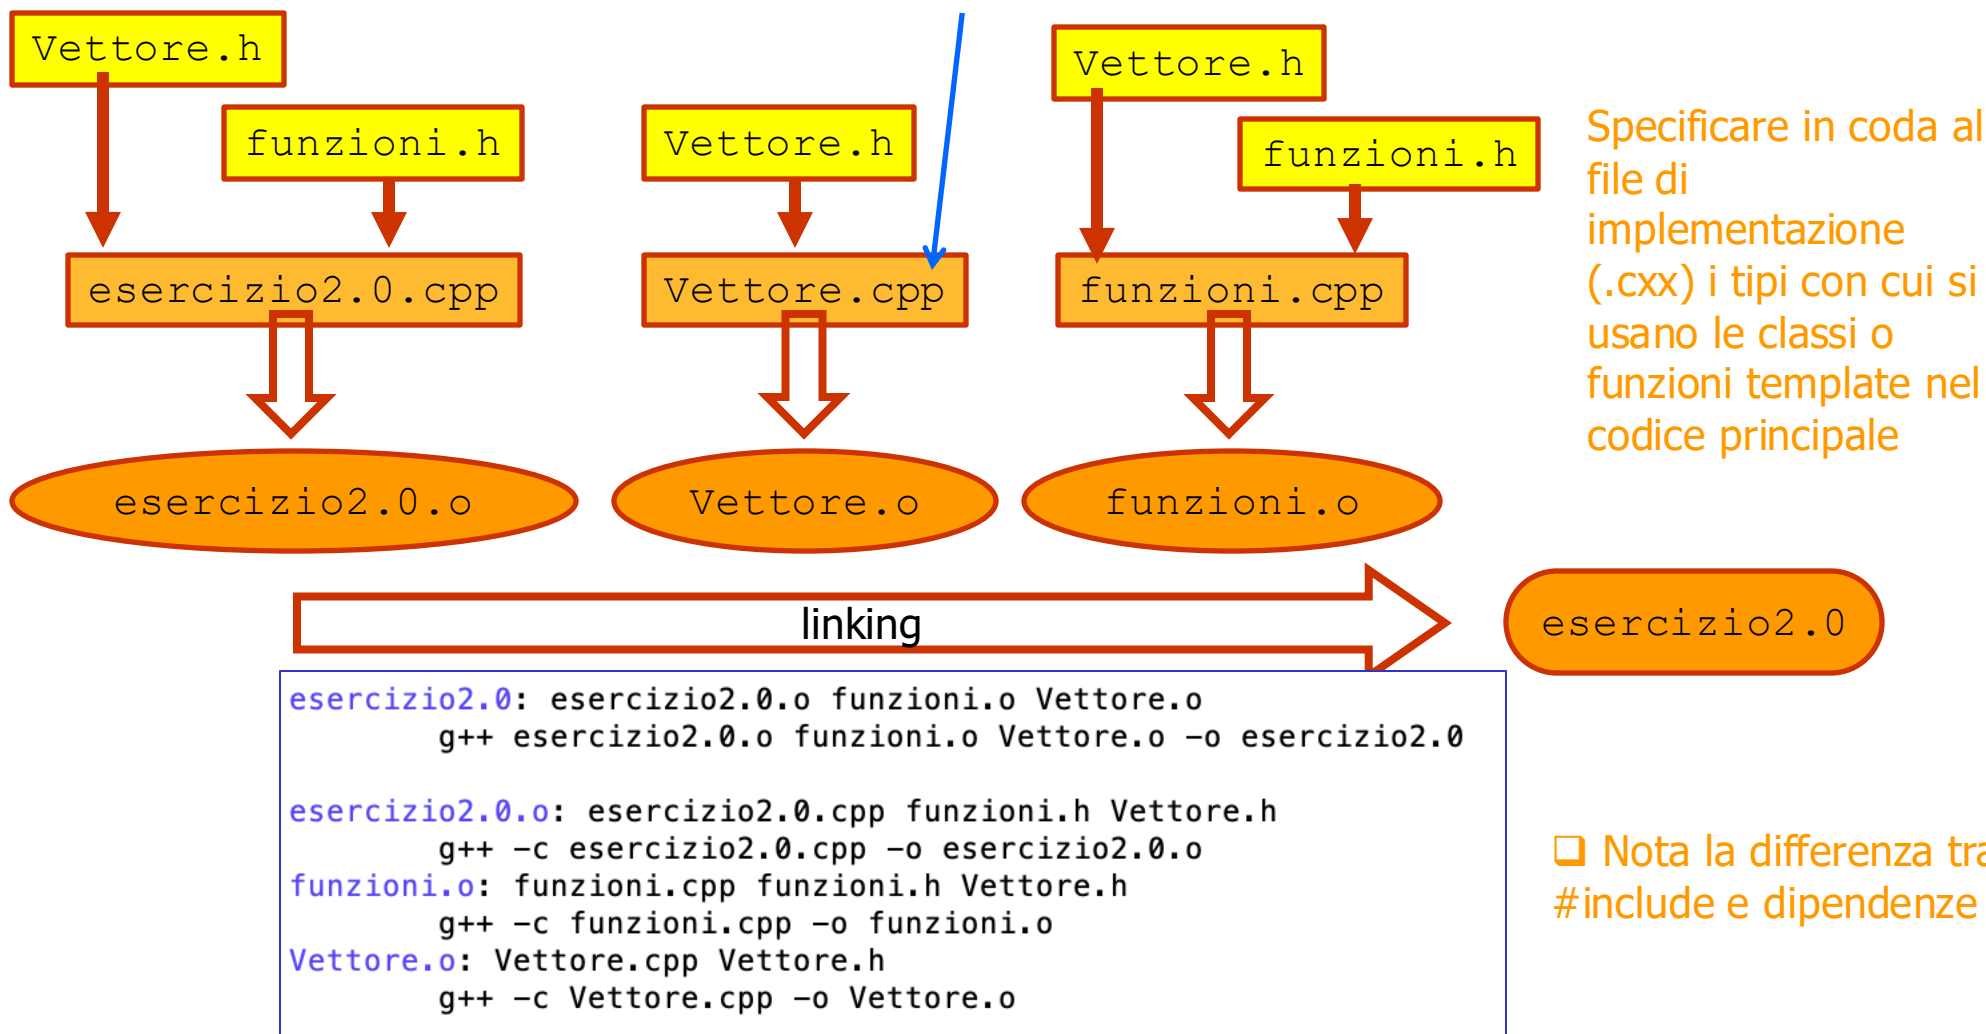 Vettore.h
funzioni.h
Vettore.h
Vettore.h
funzioni.h
esercizio2.0.cpp
Vettore.cpp
funzioni.cpp
esercizio2.0.o
Vettore.o
funzioni.o
Specificare in coda al
file di
implementazione
(.cxx) i tipi con cui si
usano le classi o
funzioni template nel
codice principale
linking
esercizio2.0
esercizio2.0: esercizio2.0.o funzioni.o Vettore.o
g++ esercizio2.0.o funzioni.o Vettore.o -o esercizio2.0
esercizio2.0.o: esercizio2.0.cpp funzioni.h Vettore.h
g++ -c esercizio2.0.cpp -o esercizio2.0.o
funzioni.o: funzioni.cpp funzioni.h Vettore.h
g++ -c funzioni.cpp -o funzioni.o
Vettore.o: Vettore.cpp Vettore.h
g++ -c Vettore.cpp -o Vettore.o
❑ Nota la differenza tra
#include e dipendenze